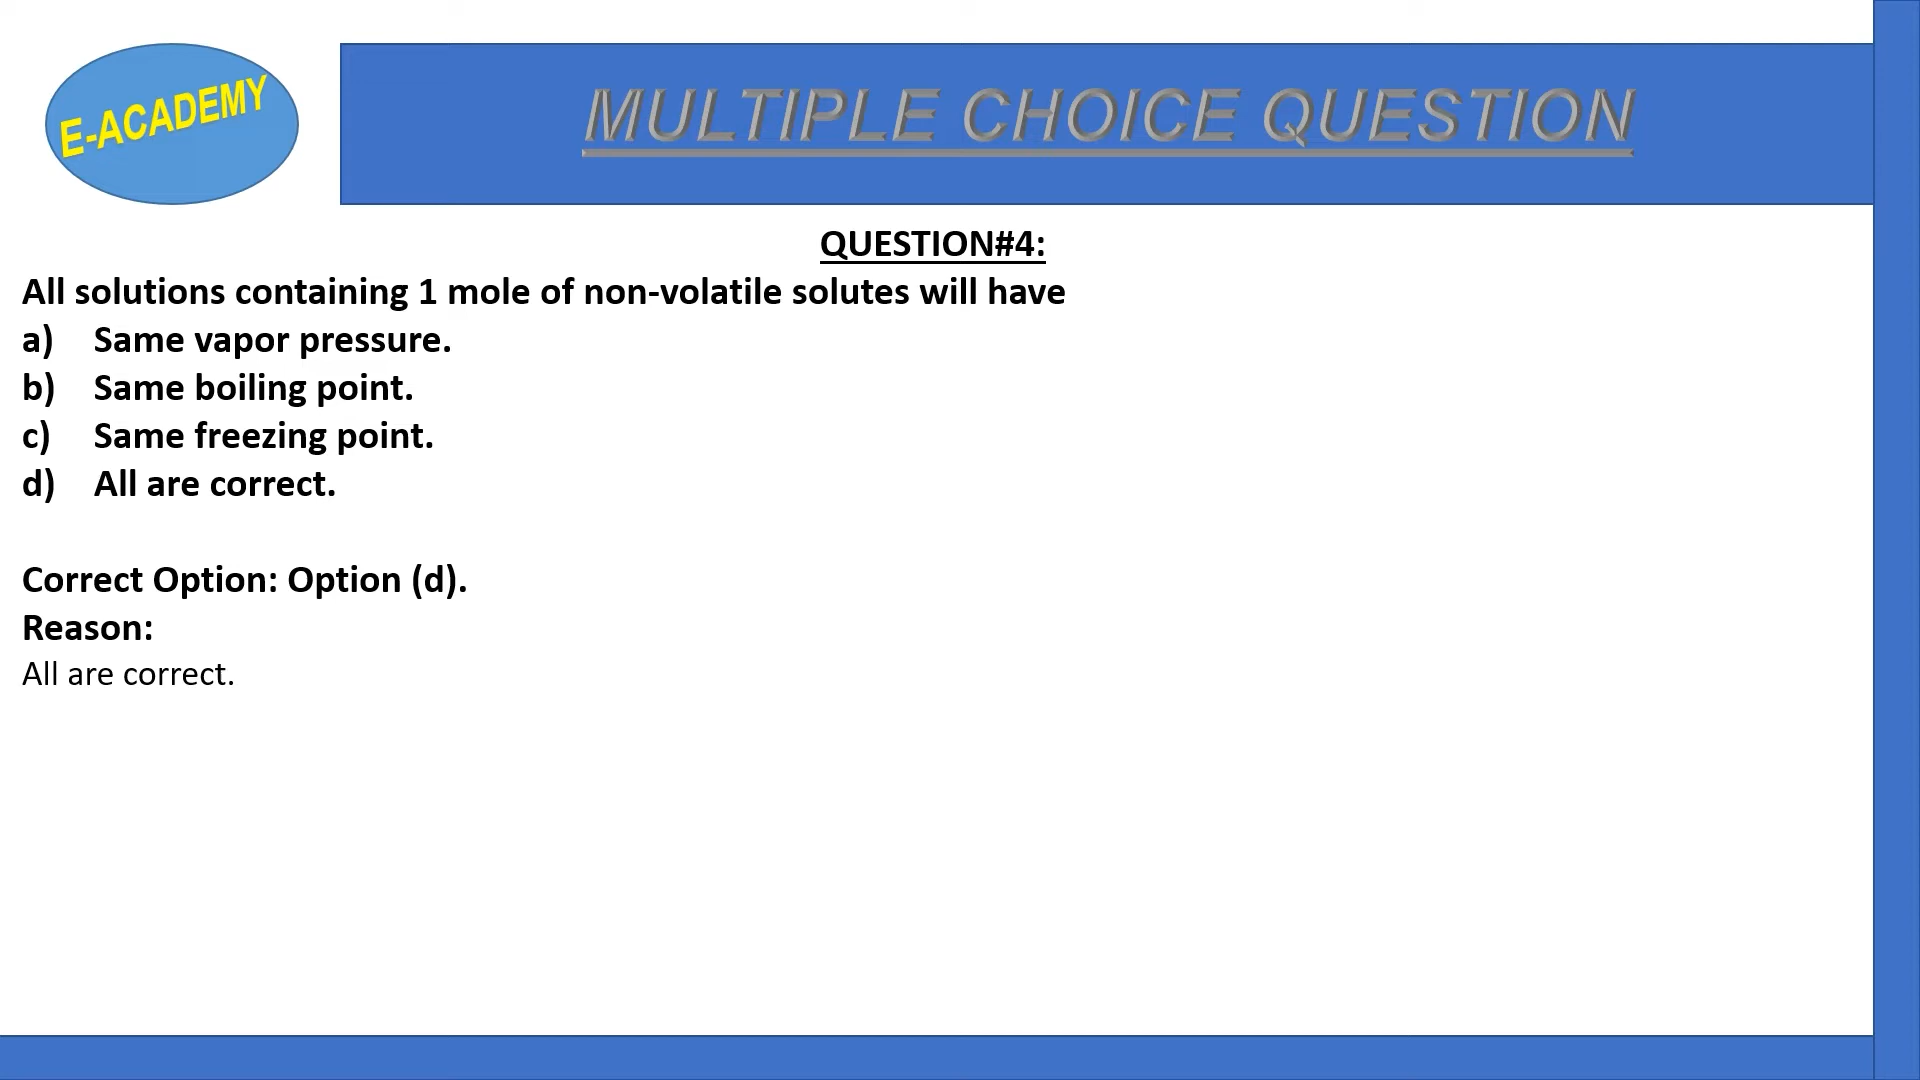 E-ACADEMY
MULTIPLE CHOICE QUESTION
QUESTION#4:
All solutions containing 1 mole of non-volatile solutes will have
a) Same vapor pressure.
b) Same boiling point.
c) Same freezing point.
d) All are correct.
Correct Option: Option (d).
Reason:
All are correct.